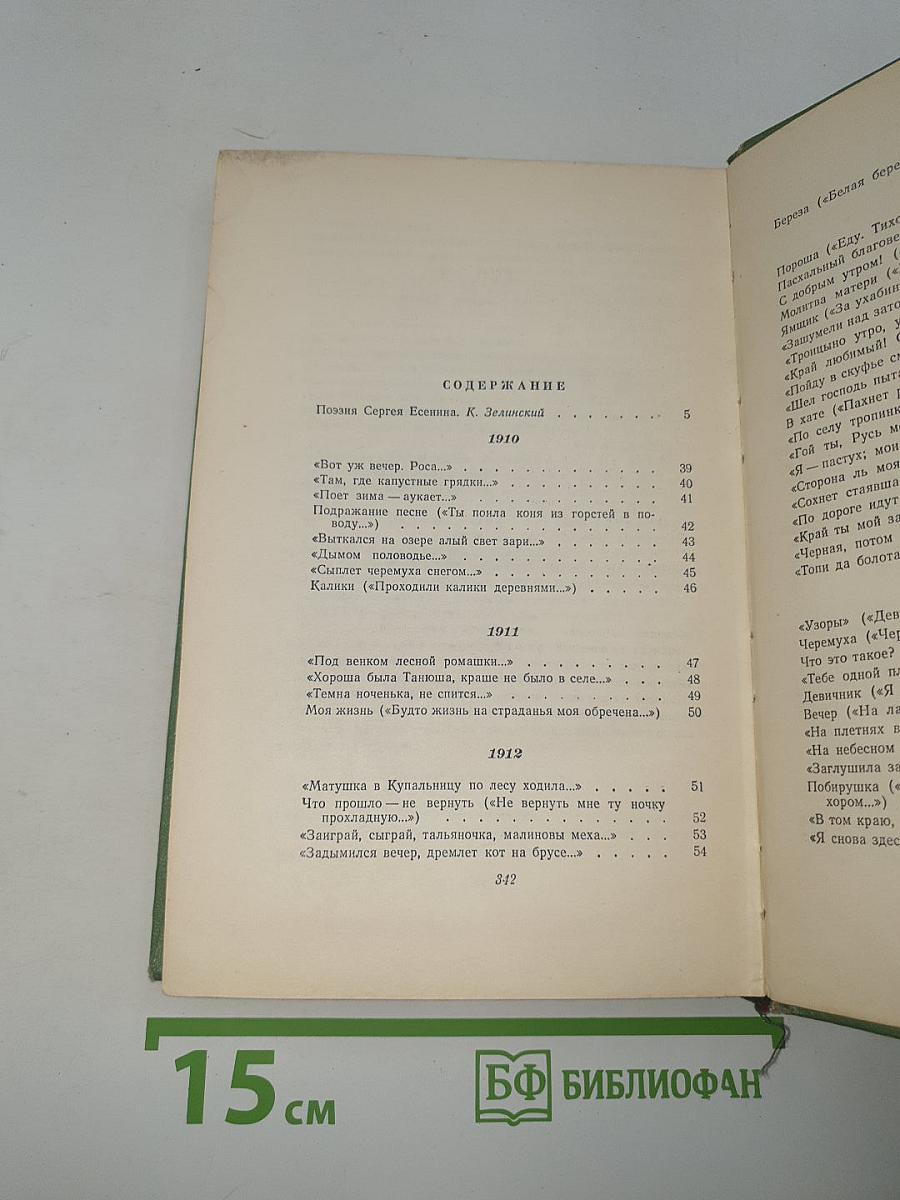 СОДЕРЖАНИЕ
Поэзия Сергея Есенина. К. Зелинский . . . . . . . 5
1910
«Вот уж вечер. Роса...» . . . . . . . . . . . . 39
«Там, где капустные грядки...» . . . . . . . . . . 40
«Поет зима — аукает...» . . . . . . . . . . . 41
Подражание песне («Ты поила коня из горстей в по-
воду...») . . . . . . . . . . . . . . 42
«Выткался на озере алый свет зари...» . . . . . . . 43
«Дымом половодье...» . . . . . . . . . . . . 44
«Сыплет черемуха снегом...» . . . . . . . . . . . 45
Калики («Проходили калики деревнями...») . . . . . 46
1911
«Под венком лесной ромашки...» . . . . . . . . . 47
«Хороша была Танюша, краше не было в селе...» . . . 48
«Темна ноченька, не спится...» . . . . . . . . . . 49
Моя жизнь («Будто жизнь на страданья моя обречена...») 50
1912
«Матушка в Купальницу по лесу ходила...» . . . . . 51
Что прошло — не вернуть («Не вернуть мне ту ночку
прохладную...») . . . . . . . . . . . . . 52
«Заиграй, сыграй, тальяночка, малиновы меха...» . . . 53
«Задымился вечер, дремлет кот на брусе...» . . . . . 54
342
Береза («Белая бере
Пороша («Еду. Тихо
Пасхальный благове
С добрым утром! (
Молитва матери («
Ямщик («За ухабин
«Зашумели над зато
«Троицыно утро, у
«Край любимый! С
«Пойду в скуфье см
«Шел господь пыта
В хате («Пахнет р
«По селу тропинк
«Гой ты, Русь мо
«Я — пастух; мои
«Сторона ль моя
«Сохнет стаявша
«По дороге идут
«Край ты мой за
«Черная, потом
«Топи да болота
«Узоры» («Дев
Черемуха («Чер
Что это такое?
«Тебе одной пл
Девичник («Я
Вечер («На ла
«На плетнях в
«На небесном
«Заглушила за
Побирушка («
хором...»)
«В том краю,
«Я снова здес
15 см
БФ БИБЛИОФАН